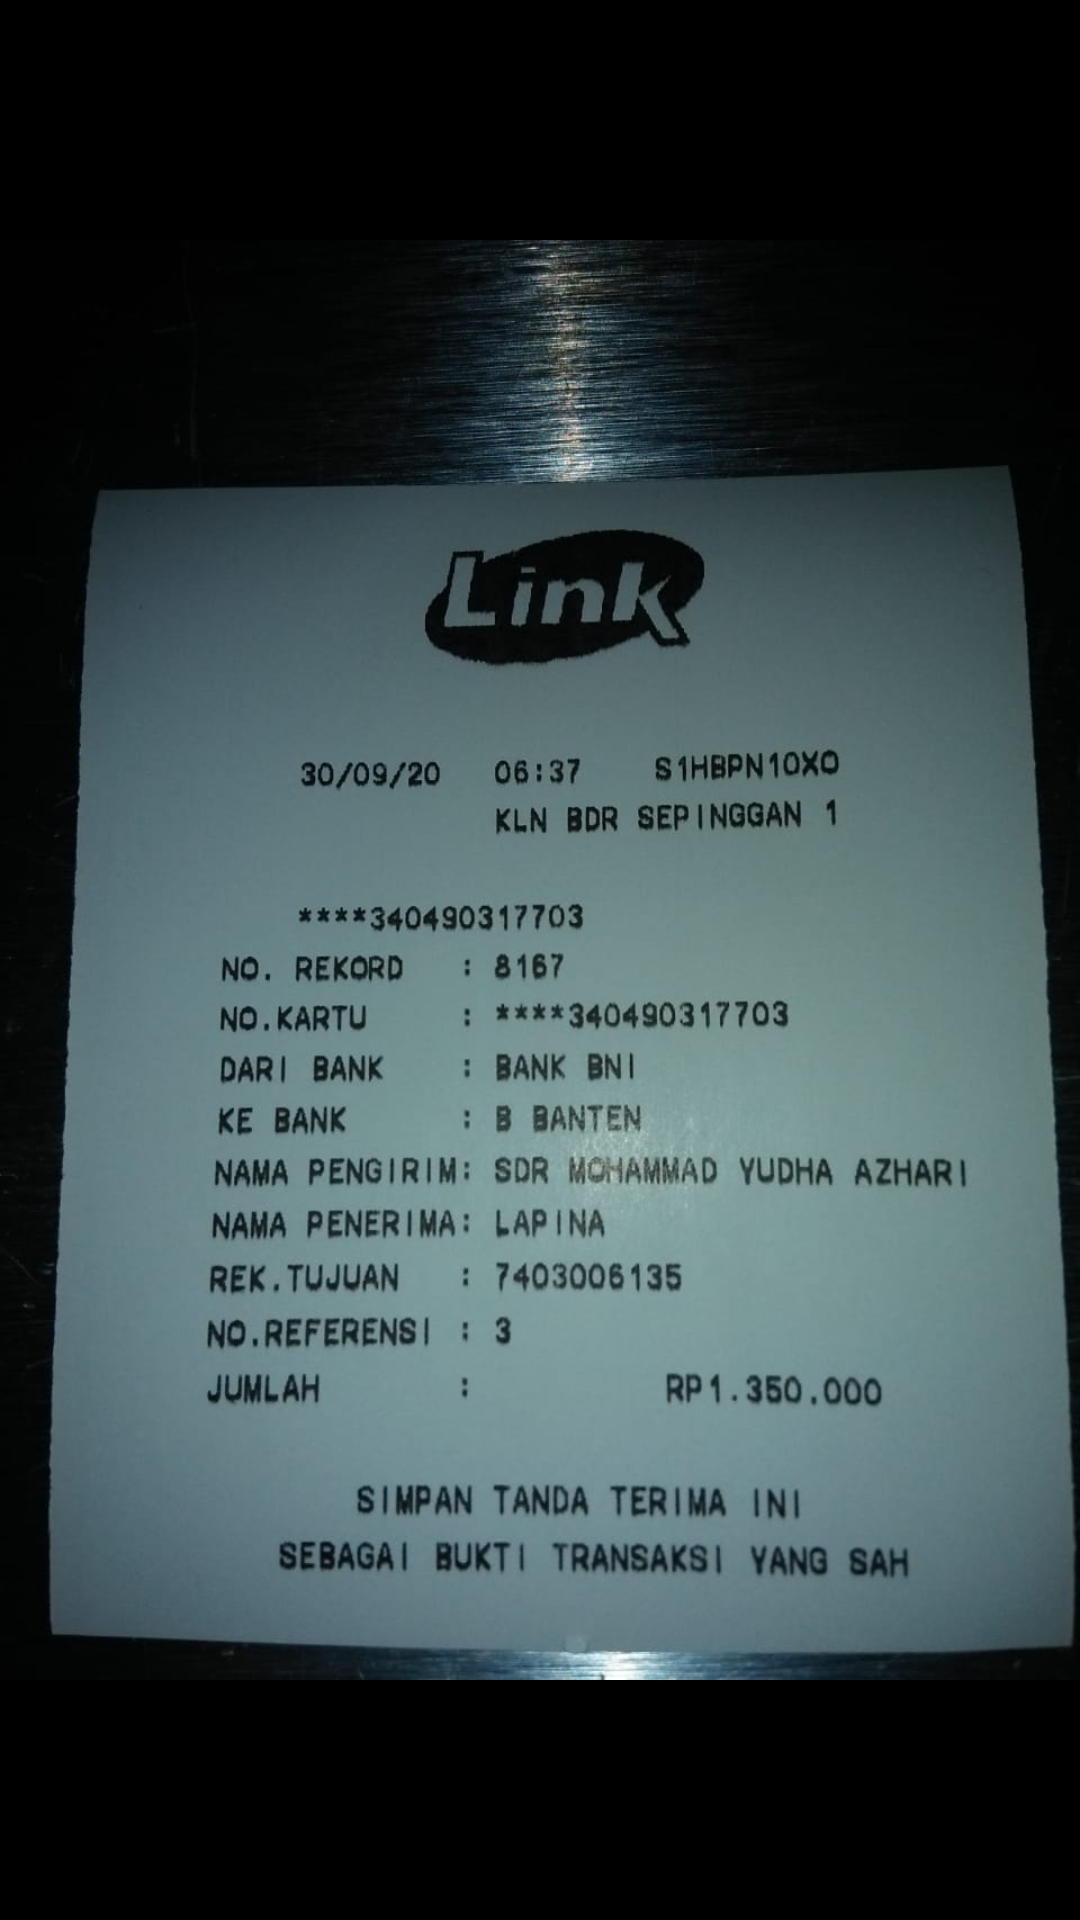 Link
30/09/20 06:37 S1HBPN10XO
KLN BDR SEPINGGAN 1
****340490317703
NO. REKORD : 8167
NO.KARTU : ****340490317703
DARI BANK : BANK BNI
KE BANK : B BANTEN
NAMA PENGIRIM: SDR MOHAMMAD YUDHA AZHARI
NAMA PENERIMA: LAPINA
REK.TUJUAN : 7403006135
NO.REFERENSI : 3
JUMLAH : RP1.350.000
SIMPAN TANDA TERIMA INI
SEBAGAI BUKTI TRANSAKSI YANG SAH